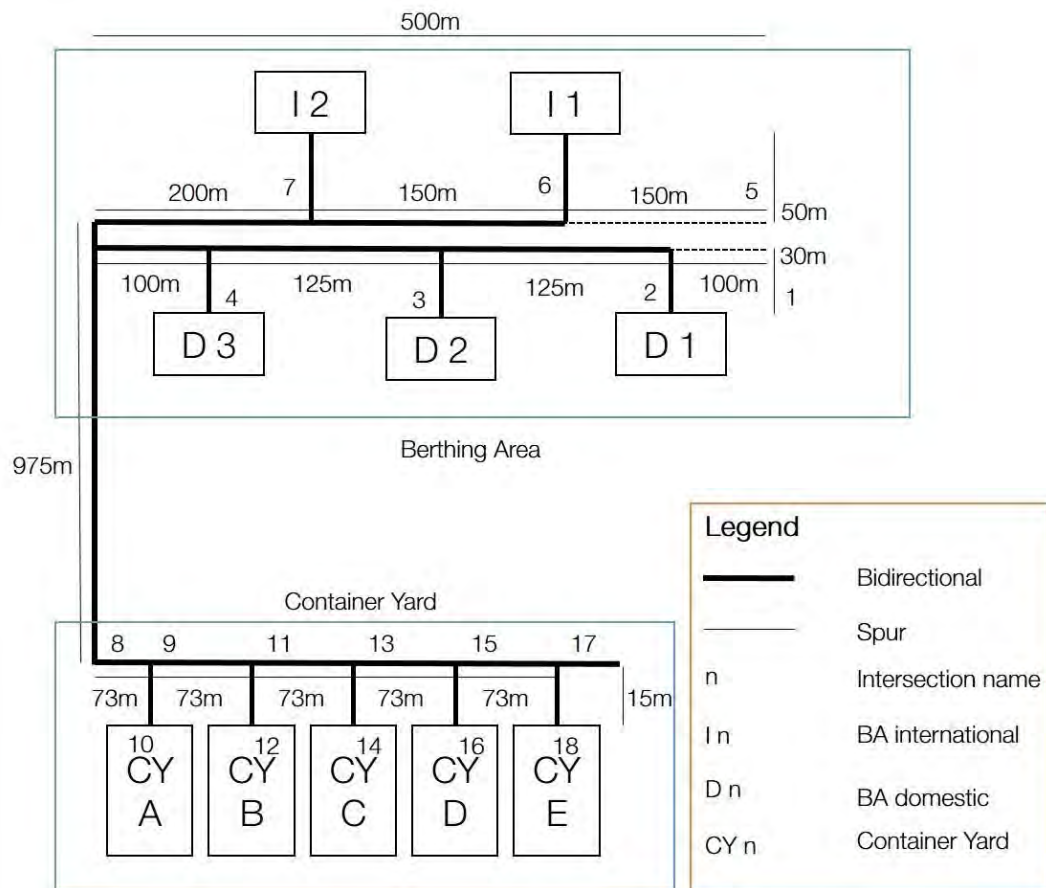 500m
I 2
I 1
200m
7
150m
6
150m
5
50m
30m
100m
4
125m
3
125m
2
100m
1
D 3
D 2
D 1
Berthing Area
975m
Container Yard
8
9
11
13
15
17
73m
73m
73m
73m
73m
15m
10
CY
A
12
CY
B
14
CY
C
16
CY
D
18
CY
E
Legend
Bidirectional
Spur
n Intersection name
I n BA international
D n BA domestic
CY n Container Yard